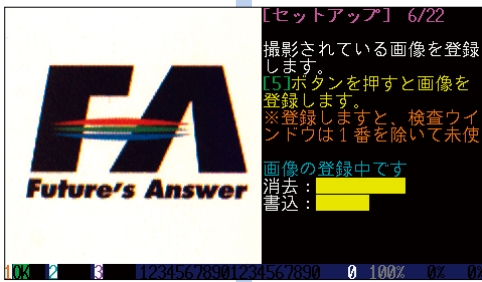 FA
Future's Answer
[セットアップ] 6/22
撮影されている画像を登録
します。
[5]ボタンを押すと画像を
登録します。
※登録しますと、検査ウイ
ンドウは1番を除いて未使
画像の登録中です
消去:
書込:
1OK 2 3 12345678901234567890 0 100% 0% 0%